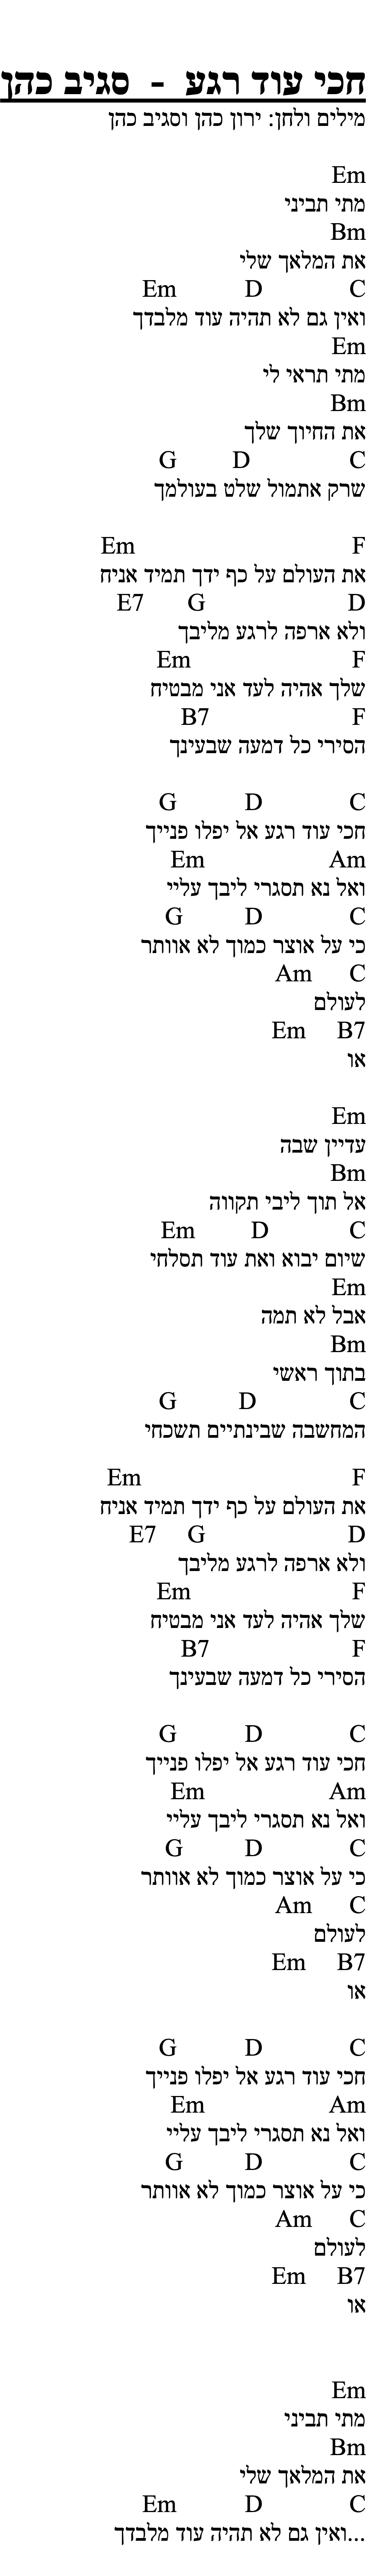 חכי עוד רגע - סגיב כהן
מילים ולחן: ירון כהן וסגיב כהן
Em
מתי תביני
Bm
את המלאך שלי
Em D C
ואין גם לא תהיה עוד מלבדך
Em
מתי תראי לי
Bm
את החיוך שלך
G D C
שרק אתמול שלט בעולמך
Em F
את העולם על כף ידך תמיד אניח
E7 G D
ולא ארפה לרגע מליבך
Em F
שלך אהיה לעד אני מבטיח
B7 F
הסירי כל דמעה שבעינך
G D C
חכי עוד רגע אל יפלו פנייך
Em Am
ואל נא תסגרי ליבך עליי
G D C
כי על אוצר כמוך לא אוותר
Am C
לעולם
Em B7
או
Em
עדיין שבה
Bm
אל תוך ליבי תקווה
Em D C
שיום יבוא ואת עוד תסלחי
Em
אבל לא תמה
Bm
בתוך ראשי
G D C
המחשבה שבינתיים תשכחי
Em F
את העולם על כף ידך תמיד אניח
E7 G D
ולא ארפה לרגע מליבך
Em F
שלך אהיה לעד אני מבטיח
B7 F
הסירי כל דמעה שבעינך
G D C
חכי עוד רגע אל יפלו פנייך
Em Am
ואל נא תסגרי ליבך עליי
G D C
כי על אוצר כמוך לא אוותר
Am C
לעולם
Em B7
או
G D C
חכי עוד רגע אל יפלו פנייך
Em Am
ואל נא תסגרי ליבך עליי
G D C
כי על אוצר כמוך לא אוותר
Am C
לעולם
Em B7
או
Em
מתי תביני
Bm
את המלאך שלי
Em D C
ואין גם לא תהיה עוד מלבדך...